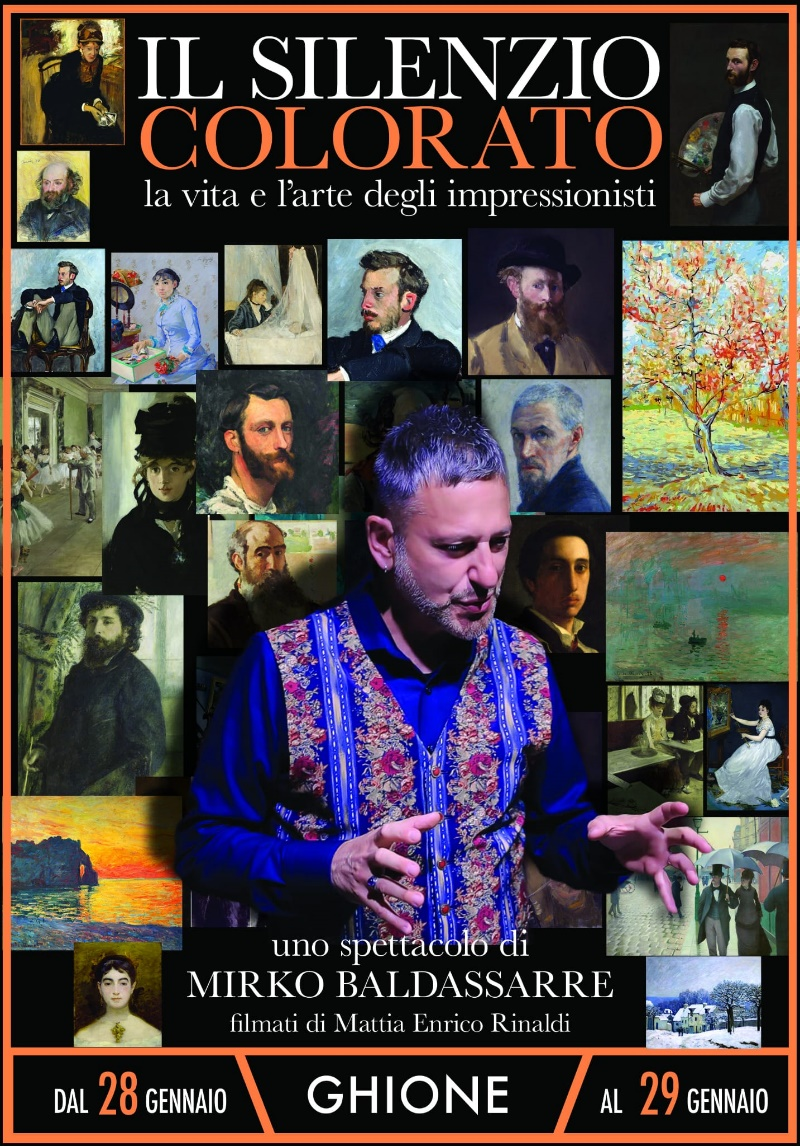 IL SILENZIO
COLORATO
la vita e l'arte degli impressionisti
uno spettacolo di
MIRKO BALDASSARRE
filmati di Mattia Enrico Rinaldi
DAL 28 GENNAIO
GHIONE
AL 29 GENNAIO